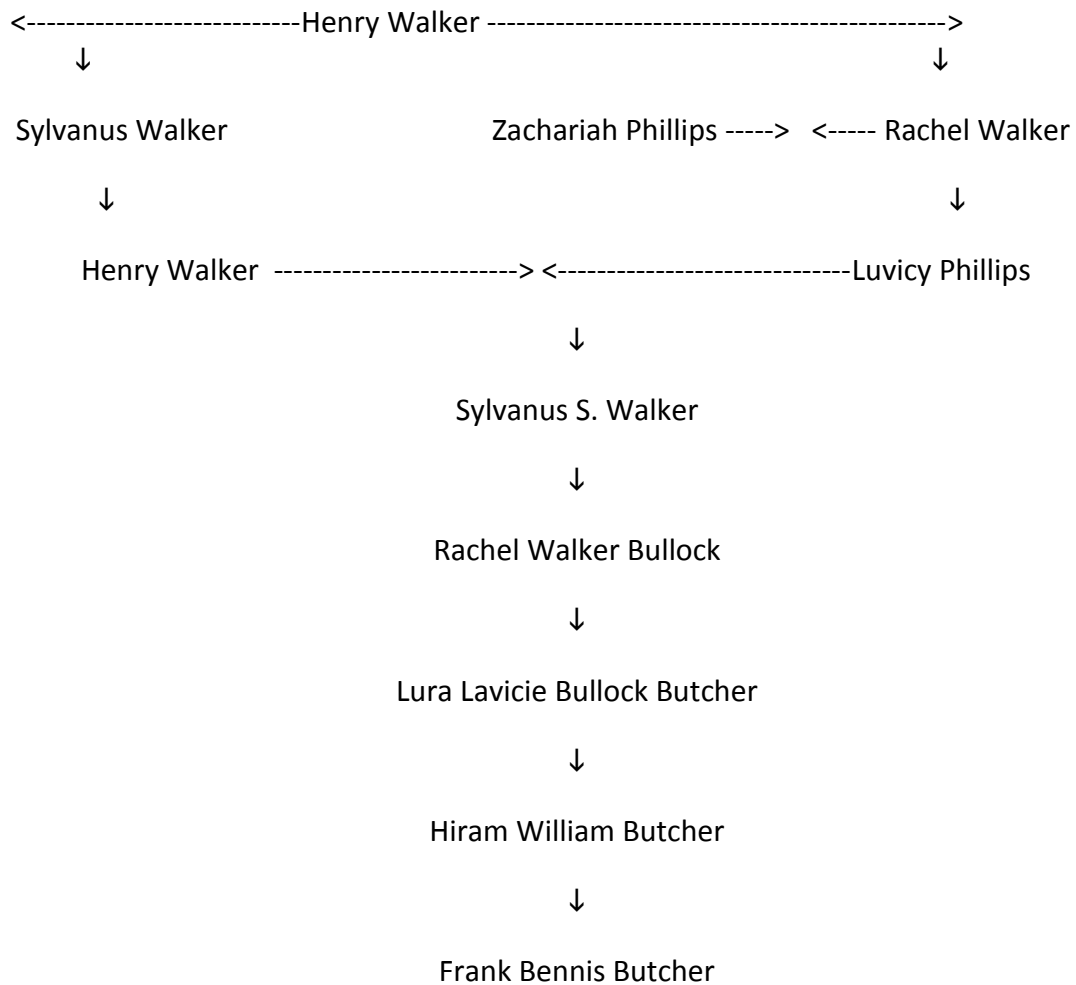 <-----------------------------Henry Walker ----------------------------------------------->
↓ ↓
Sylvanus Walker Zachariah Phillips -----> <----- Rachel Walker
↓ ↓
Henry Walker -------------------------> <------------------------------Luvicy Phillips
↓
Sylvanus S. Walker
↓
Rachel Walker Bullock
↓
Lura Lavicie Bullock Butcher
↓
Hiram William Butcher
↓
Frank Bennis Butcher